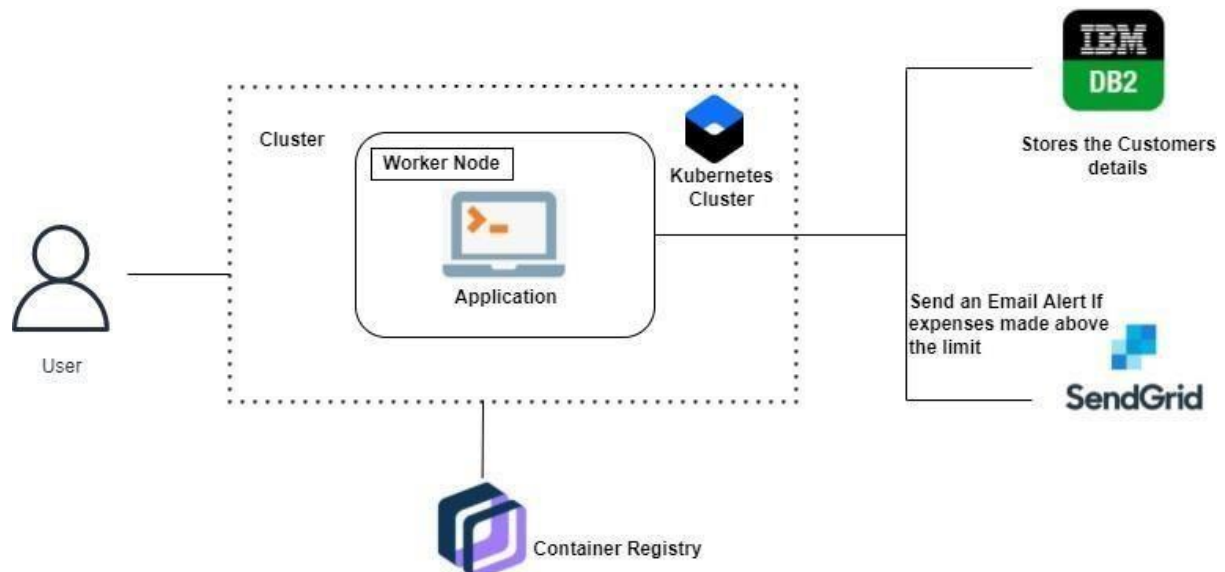 IBM
DB2
Stores the Customers
details
Cluster
Worker Node
Kubernetes
Cluster
Application
User
Send an Email Alert If
expenses made above
the limit
SendGrid
Container Registry